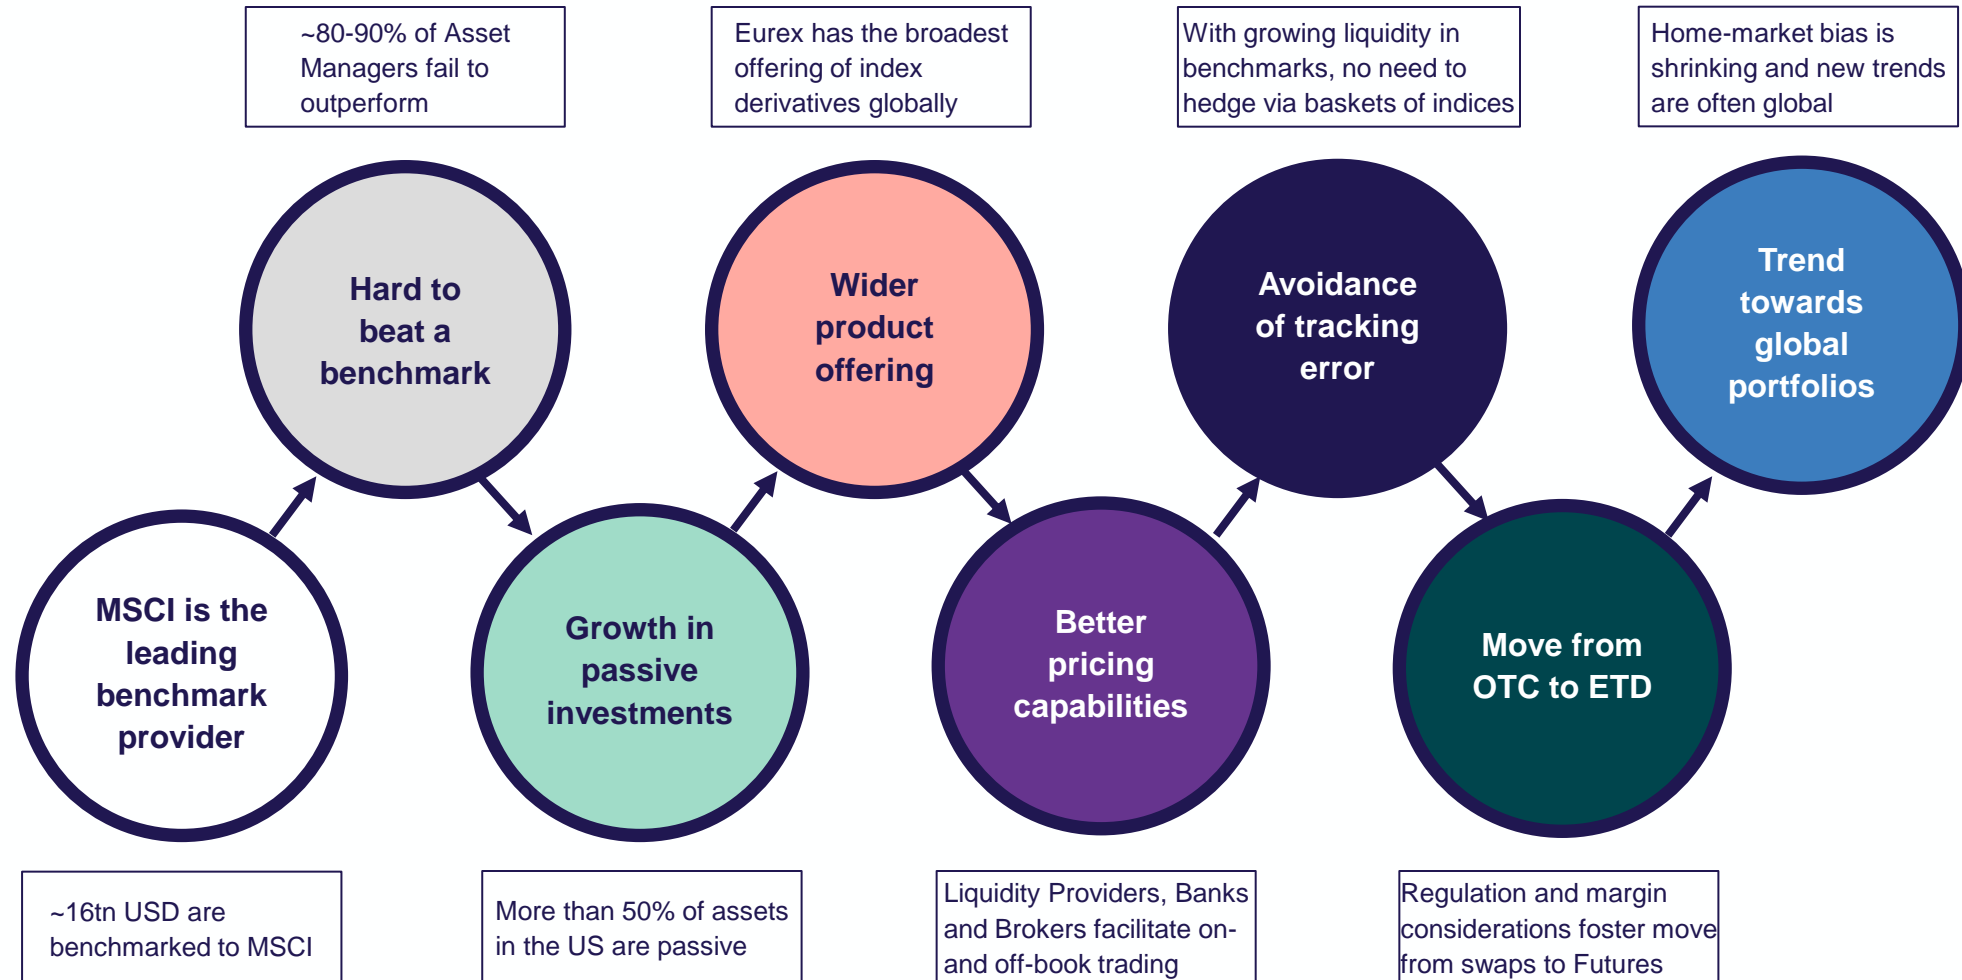 ~80-90% of Asset
Managers fail to
outperform
Eurex has the broadest
offering of index
derivatives globally
With growing liquidity in
benchmarks, no need to
hedge via baskets of indices
Home-market bias is
shrinking and new trends
are often global
Hard to
beat a
benchmark
Wider
product
offering
Avoidance
of tracking
error
Trend
towards
global
portfolios
MSCI is the
leading
benchmark
provider
Growth in
passive
investments
Better
pricing
capabilities
Move from
OTC to ETD
~16tn USD are
benchmarked to MSCI
More than 50% of assets
in the US are passive
Liquidity Providers, Banks
and Brokers facilitate on-
and off-book trading
Regulation and margin
considerations foster move
from swaps to Futures